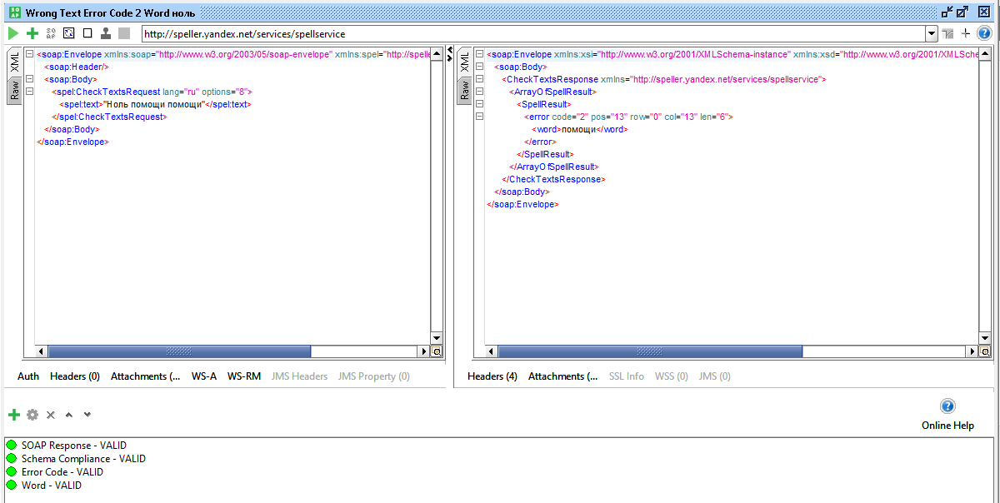 Wrong Text Error Code 2 Word ноль
http://speller.yandex.net/services/spellservice
XML
Raw
<soap:Envelope xmlns:soap="http://www.w3.org/2003/05/soap-envelope" xmlns:spel="http://spelle
<soap:Header/>
<soap:Body>
<spel:CheckTextsRequest lang="ru" options="8">
<spel:text>"Ноль помощи помощи"</spel:text>
</spel:CheckTextsRequest>
</soap:Body>
</soap:Envelope>
XML
Raw
<soap:Envelope xmlns:xsi="http://www.w3.org/2001/XMLSchema-instance" xmlns:xsd="http://www.w3.org/2001/XMLSche
<soap:Body>
<CheckTextsResponse xmlns="http://speller.yandex.net/services/spellservice">
<ArrayOfSpellResult>
<SpellResult>
<error code="2" pos="13" row="0" col="13" len="6">
<word>помощи</word>
</error>
</SpellResult>
</ArrayOfSpellResult>
</CheckTextsResponse>
</soap:Body>
</soap:Envelope>
Auth Headers (0) Attachments (... WS-A WS-RM JMS Headers JMS Property (0)
Headers (4) Attachments (... SSL Info WSS (0) JMS (0)
Online Help
SOAP Response - VALID
Schema Compliance - VALID
Error Code - VALID
Word - VALID